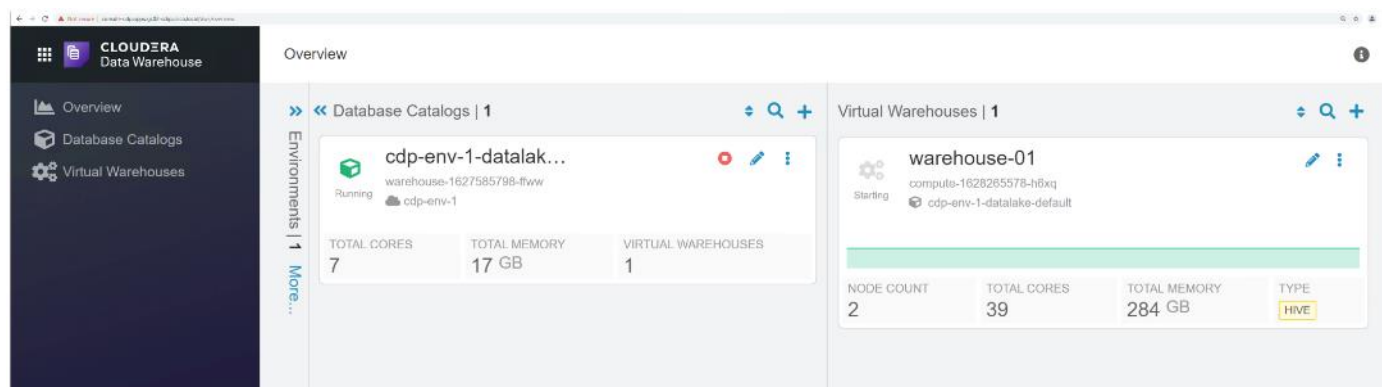 Not secure
CLOUDERA
Data Warehouse
Overview
Overview
Database Catalogs
Virtual Warehouses
Environments | 1 More...
Database Catalogs | 1
cdp-env-1-datalak...
warehouse-1627585798-ffww
Running
cdp-env-1
TOTAL CORES TOTAL MEMORY VIRTUAL WAREHOUSES
7 17 GB 1
Virtual Warehouses | 1
warehouse-01
compute-1628265578-h6xq
Starting
cdp-env-1-datalake-default
NODE COUNT TOTAL CORES TOTAL MEMORY TYPE
2 39 284 GB HIVE